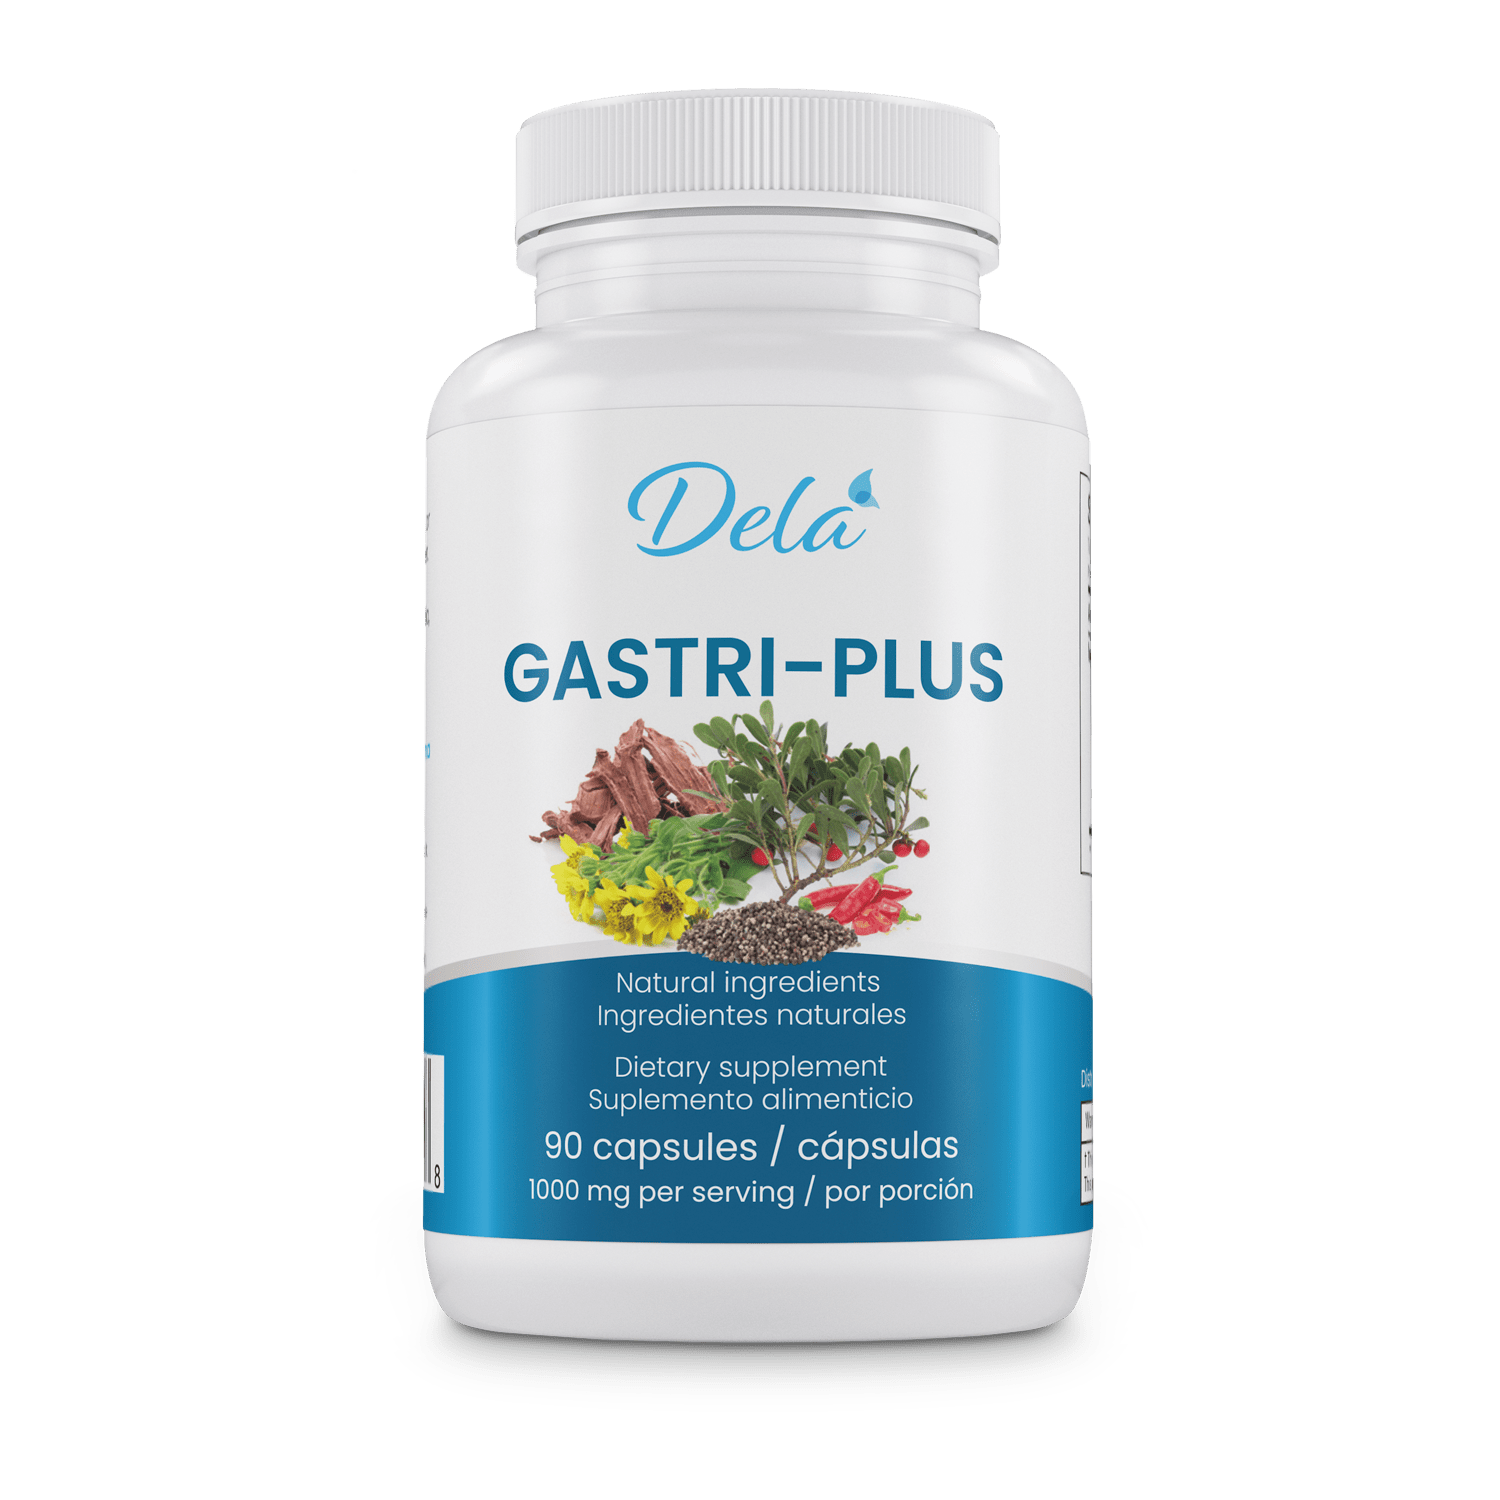 Dela
GASTRI-PLUS
Natural ingredients
Ingredientes naturales
Dietary supplement
Suplemento alimenticio
90 capsules / cápsulas
1000 mg per serving / por porción
8